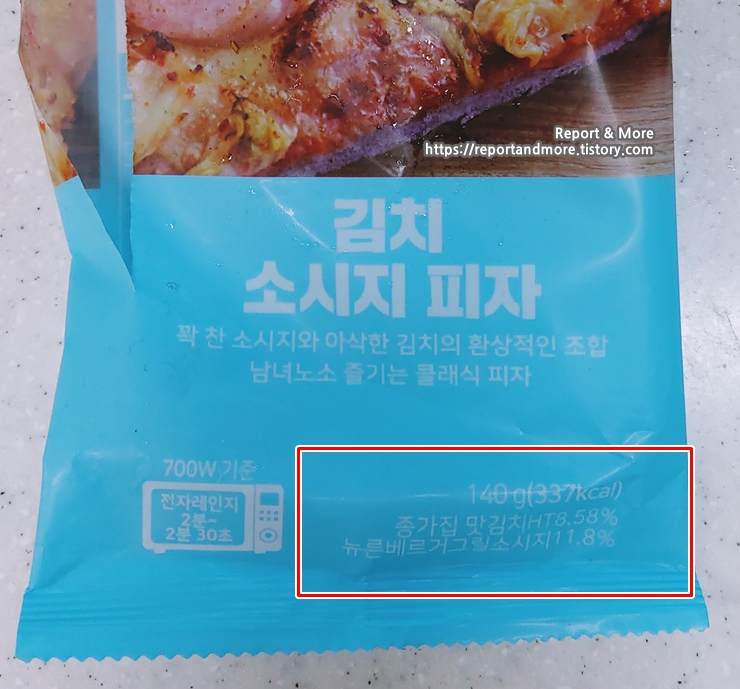 Report & More
https://reportandmore.tistory.com
김치
소시지 피자
꽉 찬 소시지와 아삭한 김치의 환상적인 조합
남녀노소 즐기는 클래식 피자
700W 기준
전자레인지
2분~
2분 30초
140 g(337kcal)
종가집 맛김치HT8.58%
뉴른베르거그릴소시지11.8%